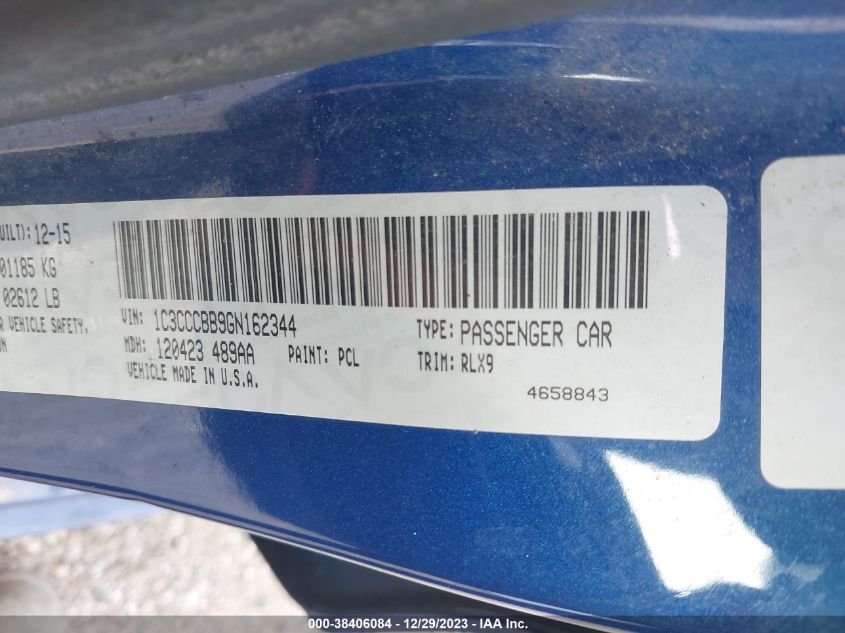 UILT): 12-15
01185 KG
02612 LB
R VEHICLE SAFETY,
ON
VIN: 1C3CCCBB9GN162344
TYPE: PASSENGER CAR
MDH: 120423 489AA
PAINT: PCL
TRIM: RLX9
VEHICLE MADE IN U.S.A.
4658843
000-38406084 - 12/29/2023 - IAA Inc.